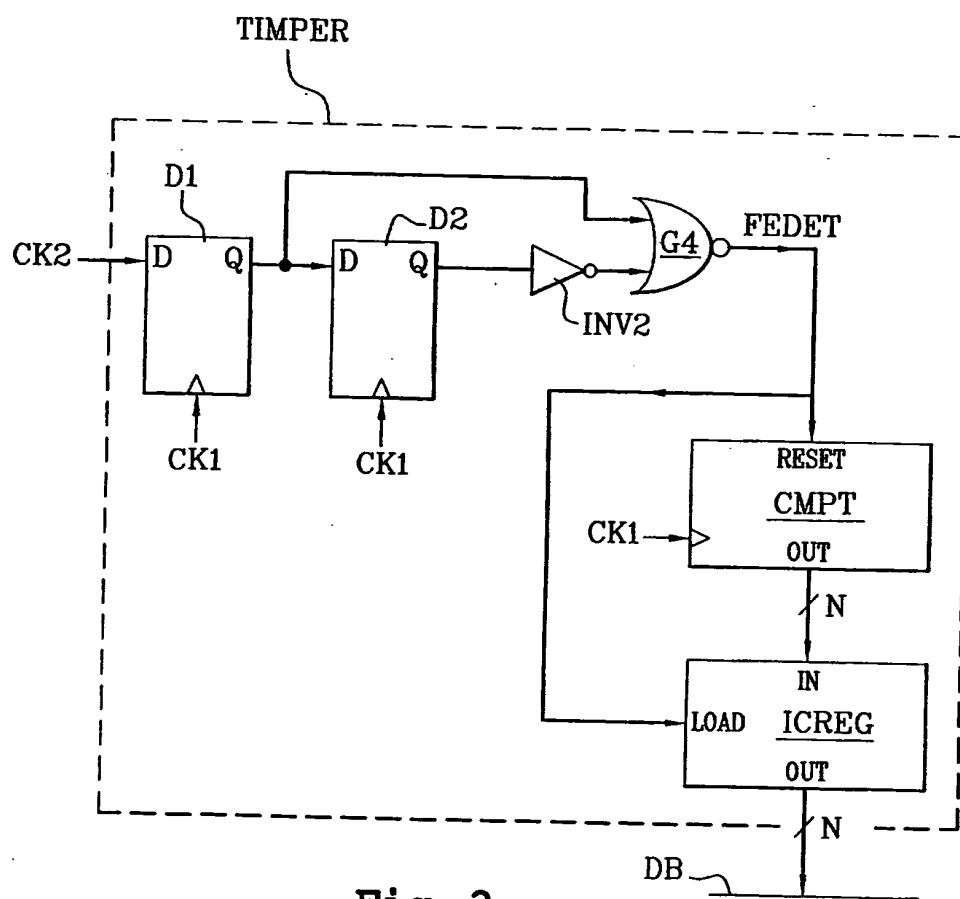 TIMPER
D1
D2
CK2
D Q
D Q
G4
FEDET
INV2
CK1
CK1
RESET
CMPT
CK1
OUT
N
IN
LOAD
ICREG
OUT
N
DB